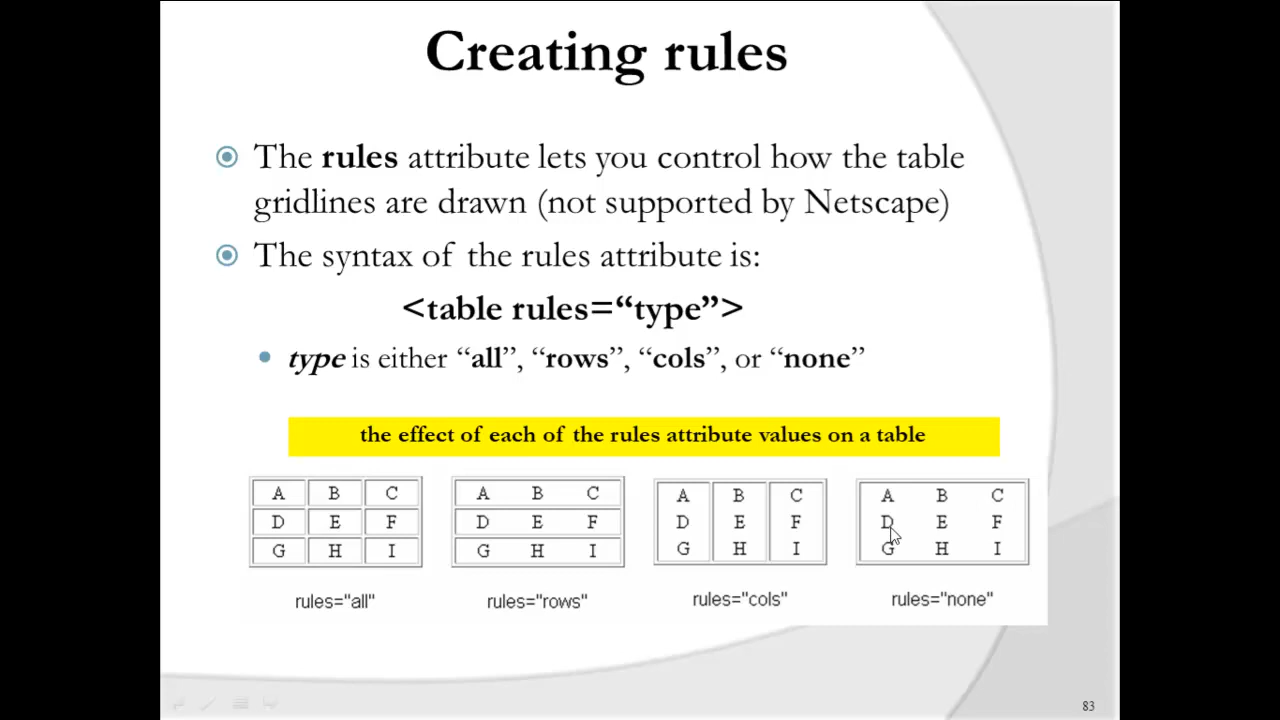 Creating rules
The rules attribute lets you control how the table
gridlines are drawn (not supported by Netscape)
The syntax of the rules attribute is:
<table rules=“type”>
type is either “all”, “rows”, “cols”, or “none”
the effect of each of the rules attribute values on a table
A B C
D E F
G H I
rules="all"
A B C
D E F
G H I
rules="rows"
A B C
D E F
G H I
rules="cols"
A B C
D E F
G H I
rules="none"
83